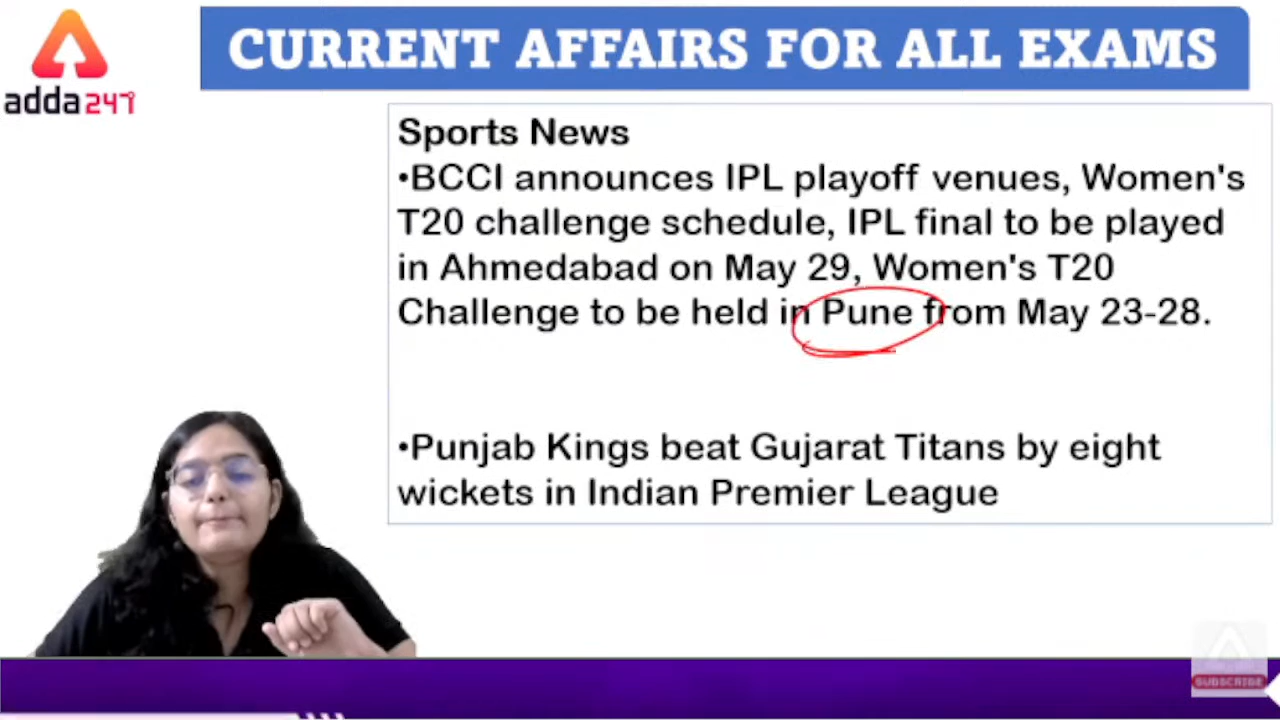 CURRENT AFFAIRS FOR ALL EXAMS
adda247
Sports News
•BCCI announces IPL playoff venues, Women's
T20 challenge schedule, IPL final to be played
in Ahmedabad on May 29, Women's T20
Challenge to be held in Pune from May 23-28.
•Punjab Kings beat Gujarat Titans by eight
wickets in Indian Premier League
SUBSCRIBE